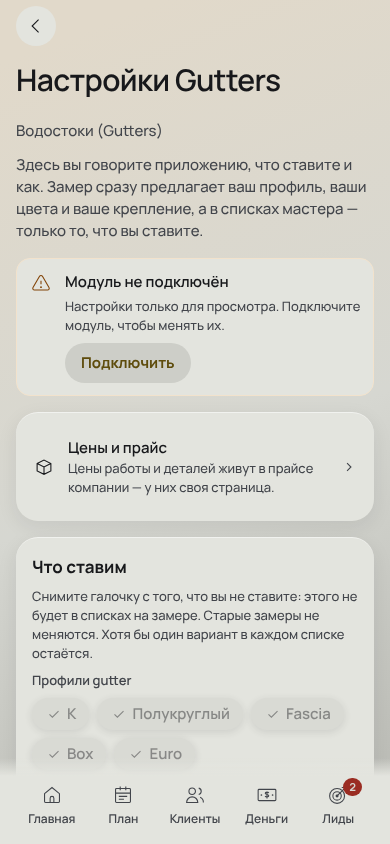 Настройки Gutters
Водостоки (Gutters)
Здесь вы говорите приложению, что ставите и
как. Замер сразу предлагает ваш профиль, ваши
цвета и ваше крепление, а в списках мастера —
только то, что вы ставите.
Модуль не подключён
Настройки только для просмотра. Подключите
модуль, чтобы менять их.
Подключить
Цены и прайс
Цены работы и деталей живут в прайсе
компании — у них своя страница.
Что ставим
Снимите галочку с того, что вы не ставите: этого не
будет в списках на замере. Старые замеры не
меняются. Хотя бы один вариант в каждом списке
остаётся.
Профили gutter
K Полукруглый Fascia
Box Euro
2
Главная План Клиенты Деньги Лиды